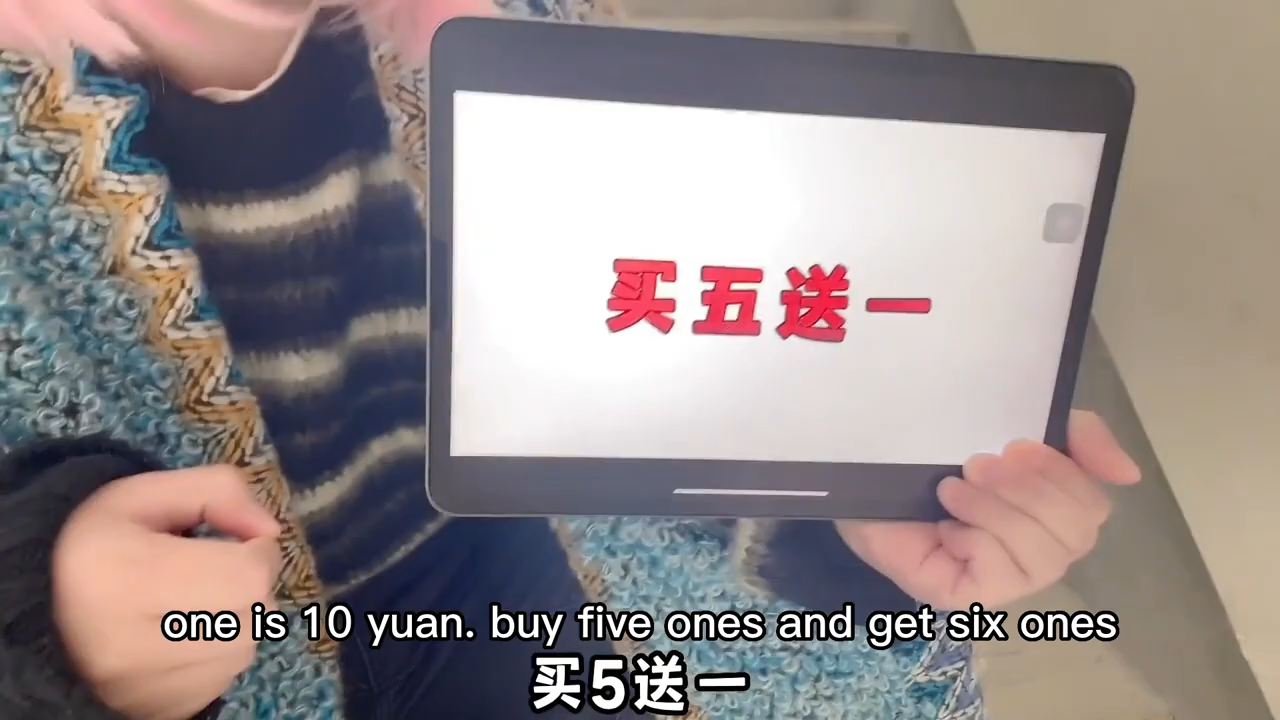 买五送一
one is 10 yuan. buy five ones and get six ones
买5送一